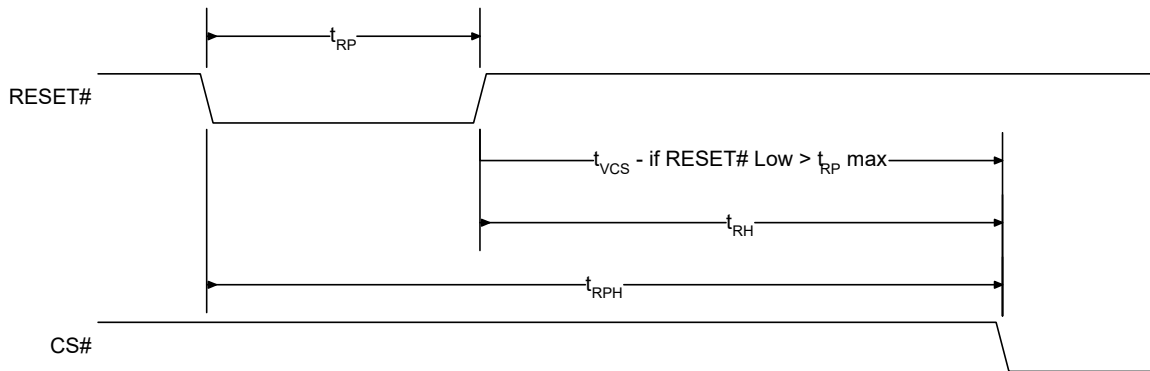 tRP
RESET#
tVCS - if RESET# Low > tRP max
tRH
tRPH
CS#